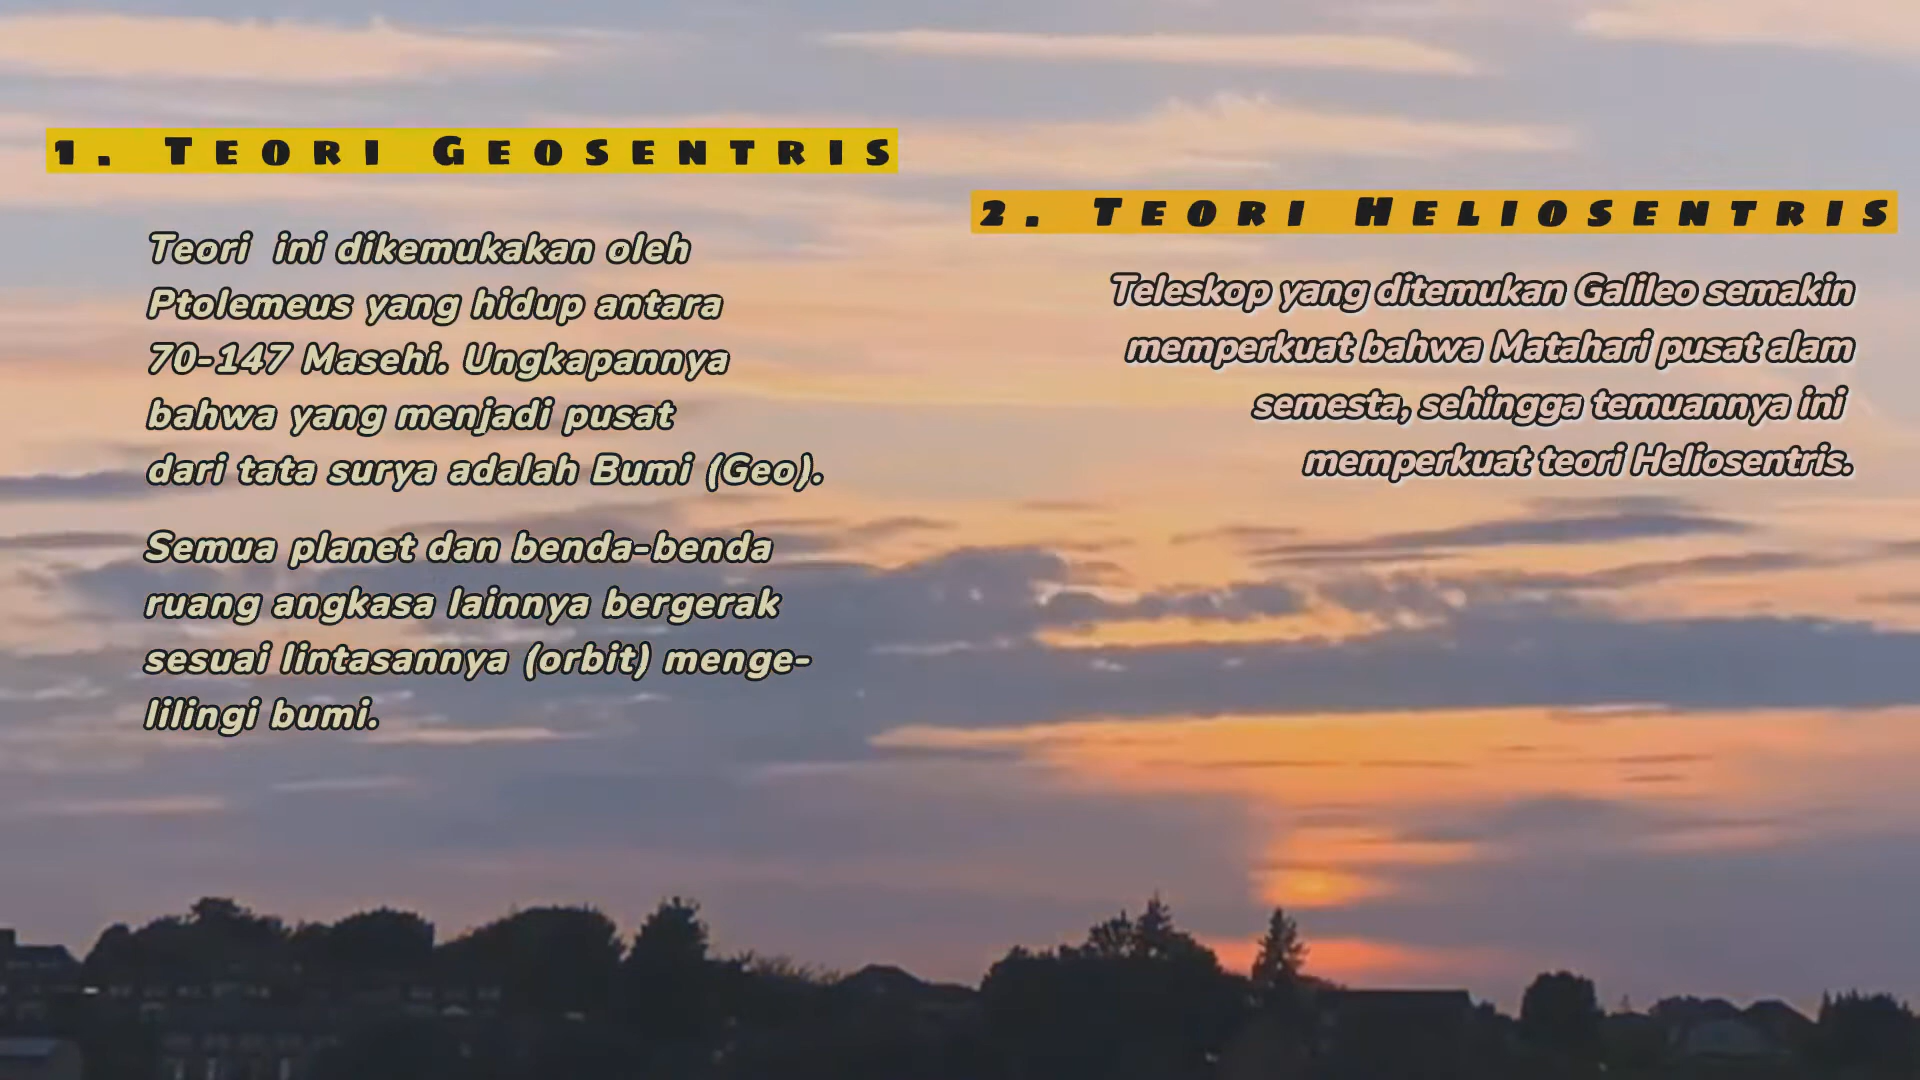 1. Teori Geosentris
Teori ini dikemukakan oleh
Ptolemeus yang hidup antara
70-147 Masehi. Ungkapannya
bahwa yang menjadi pusat
dari tata surya adalah Bumi (Geo).
Semua planet dan benda-benda
ruang angkasa lainnya bergerak
sesuai lintasannya (orbit) menge-
lilingi bumi.
2. Teori Heliosentris
Teleskop yang ditemukan Galileo semakin
memperkuat bahwa Matahari pusat alam
semesta, sehingga temuannya ini
memperkuat teori Heliosentris.